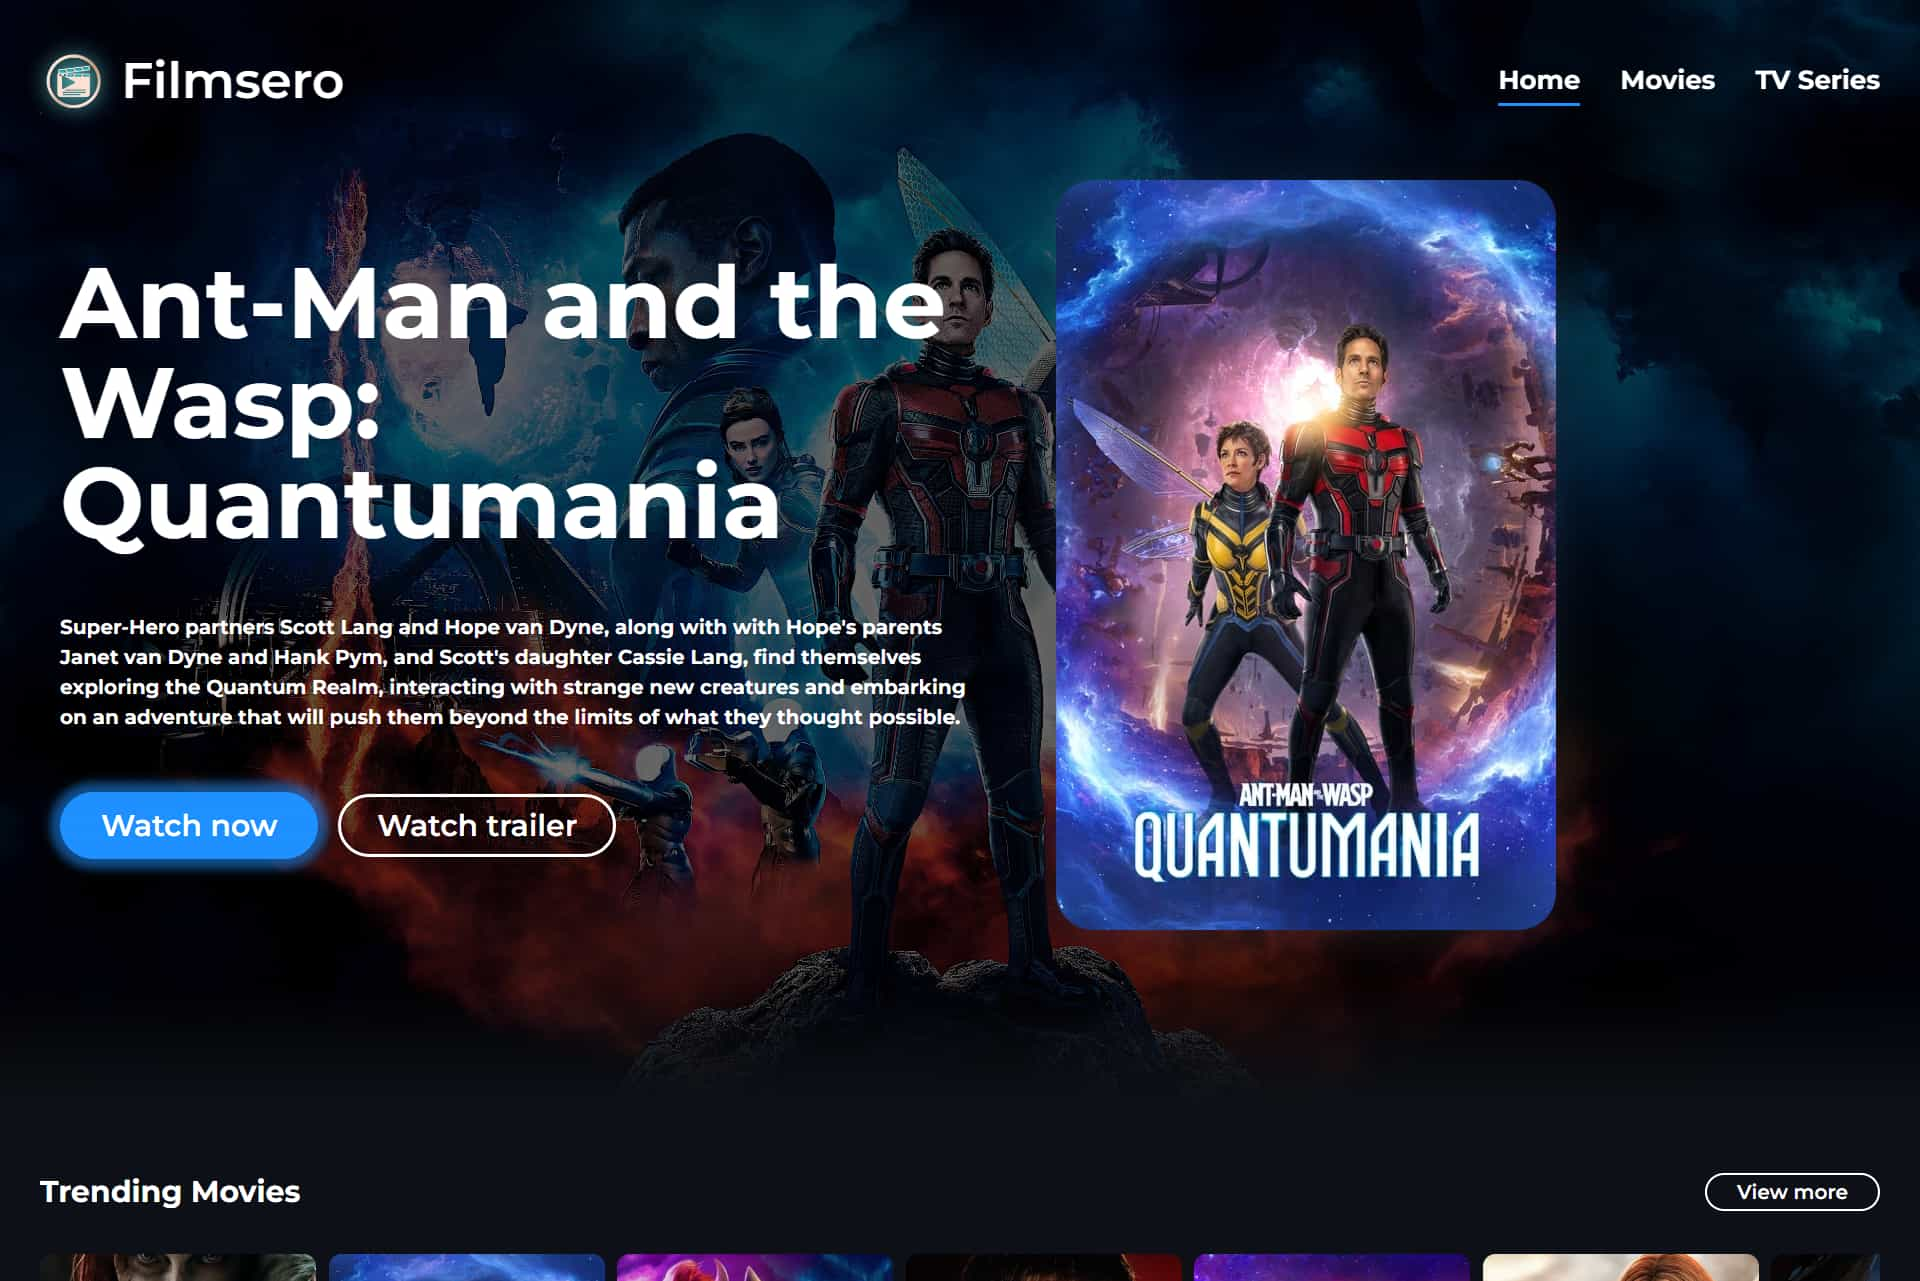 Filmsero
Home Movies TV Series
Ant-Man and the
Wasp:
Quantumania
Super-Hero partners Scott Lang and Hope van Dyne, along with with Hope's parents
Janet van Dyne and Hank Pym, and Scott's daughter Cassie Lang, find themselves
exploring the Quantum Realm, interacting with strange new creatures and embarking
on an adventure that will push them beyond the limits of what they thought possible.
Watch now Watch trailer
ANT-MAN AND THE WASP
QUANTUMANIA
Trending Movies
View more